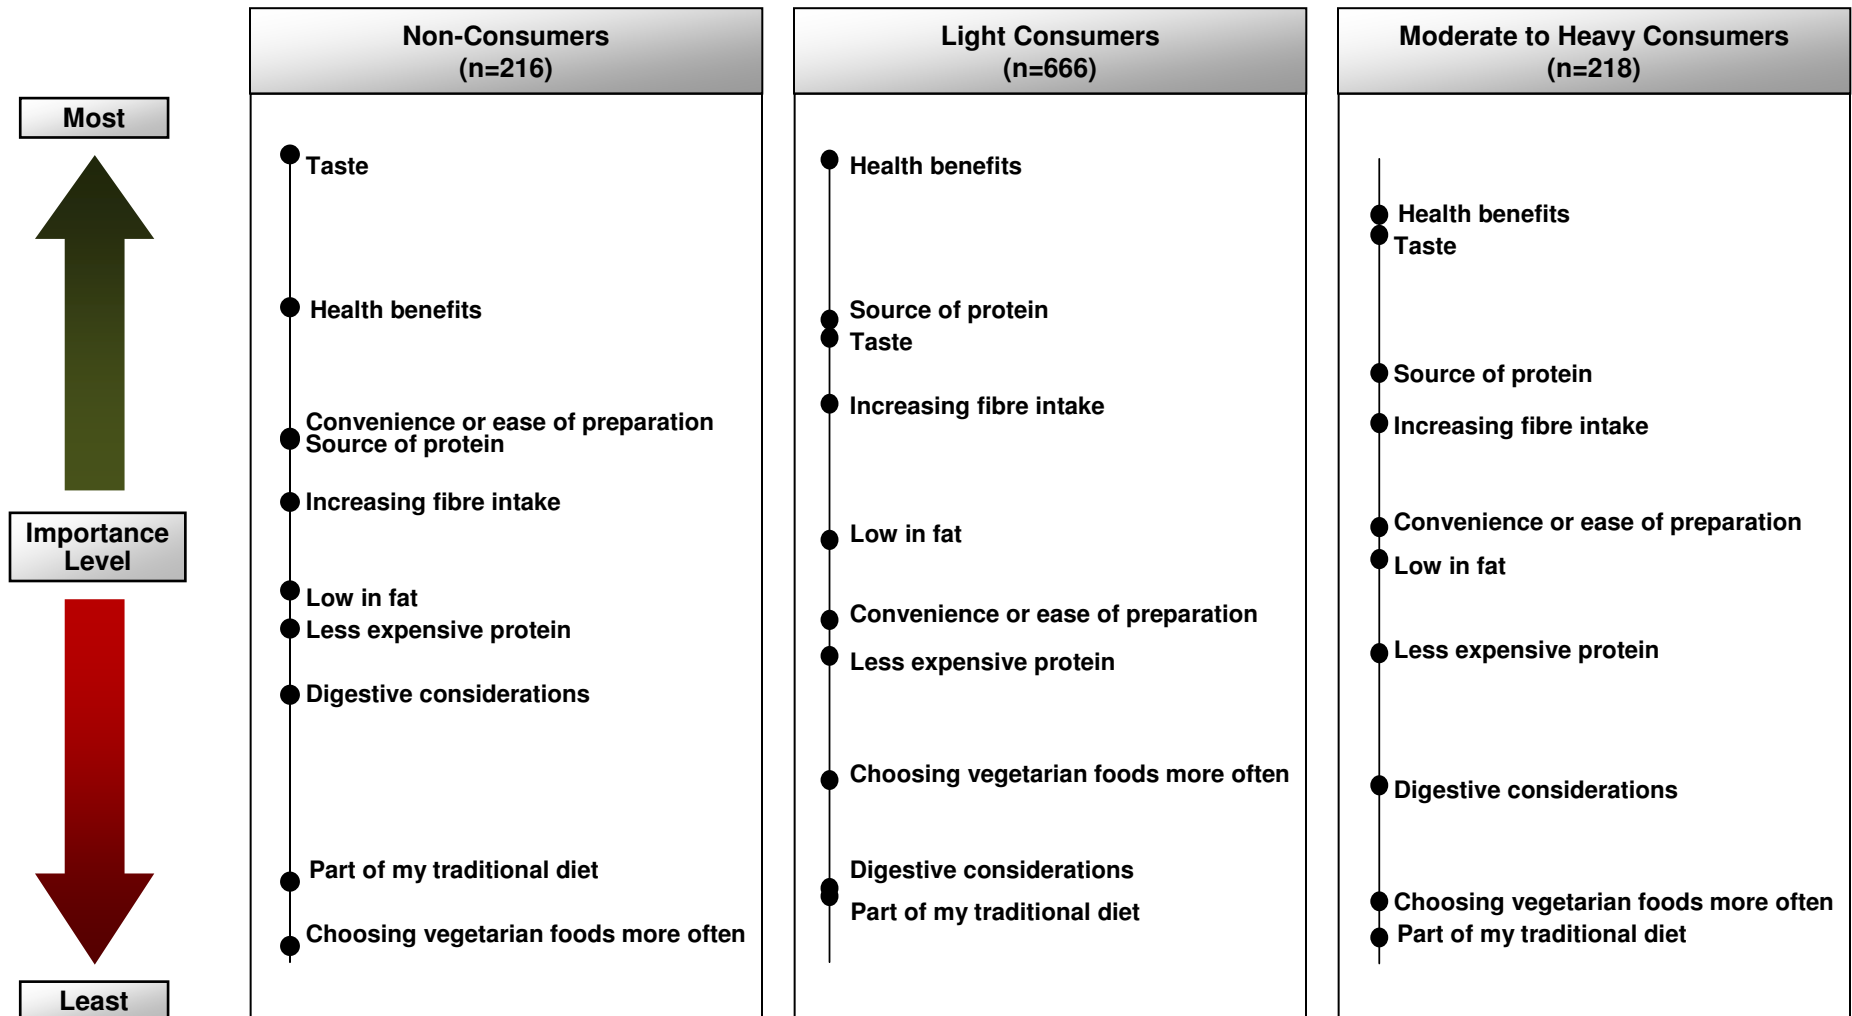 Non-Consumers
(n=216)
Light Consumers
(n=666)
Moderate to Heavy Consumers
(n=218)
Most
Importance
Level
Least
Taste
Health benefits
Convenience or ease of preparation
Source of protein
Increasing fibre intake
Low in fat
Less expensive protein
Digestive considerations
Part of my traditional diet
Choosing vegetarian foods more often
Health benefits
Source of protein
Taste
Increasing fibre intake
Low in fat
Convenience or ease of preparation
Less expensive protein
Choosing vegetarian foods more often
Digestive considerations
Part of my traditional diet
Health benefits
Taste
Source of protein
Increasing fibre intake
Convenience or ease of preparation
Low in fat
Less expensive protein
Digestive considerations
Choosing vegetarian foods more often
Part of my traditional diet